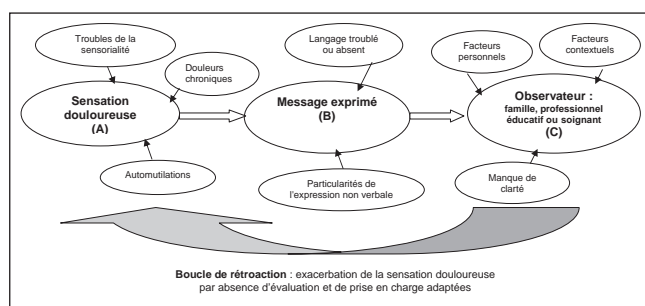 Troubles de la
sensorialité
Douleurs
chroniques
Langage troublé
ou absent
Facteurs
personnels
Facteurs
contextuels
Sensation
douloureuse
(A)
Message exprimé
(B)
Observateur :
famille, professionnel
éducatif ou soignant
(C)
Automutilations
Particularités de
l'expression non verbale
Manque de
clarté
Boucle de rétroaction : exacerbation de la sensation douloureuse
par absence d'évaluation et de prise en charge adaptées